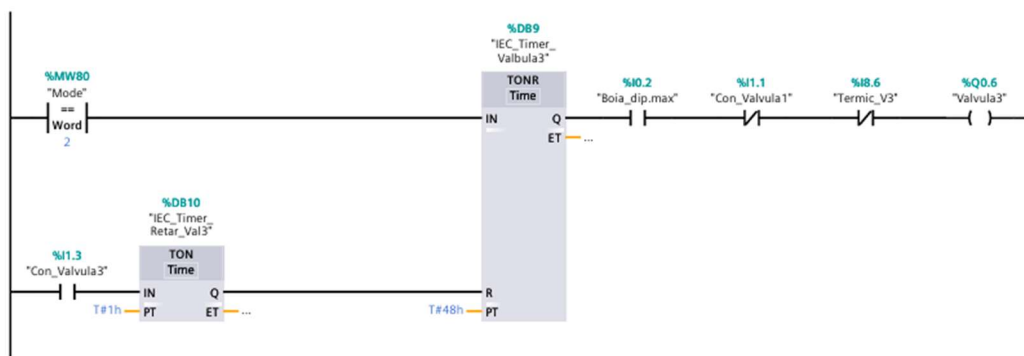 %DB9
"IEC_Timer_
Valbula3"
%MW80
"Mode"
==
Word
2
TONR
Time
IN
Q
ET
...
%I0.2
"Boia_dip.max"
%I1.1
"Con_Valvula1"
%I8.6
"Termic_V3"
%Q0.6
"Valvula3"
%DB10
"IEC_Timer_
Retar_Val3"
%I1.3
"Con_Valvula3"
TON
Time
IN
Q
T#1h
PT
ET
...
R
T#48h
PT